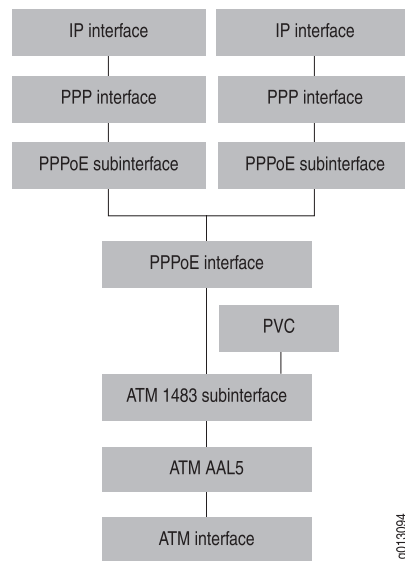 IP interface
IP interface
PPP interface
PPP interface
PPPoE subinterface
PPPoE subinterface
PPPoE interface
PVC
ATM 1483 subinterface
ATM AAL5
ATM interface
g013094